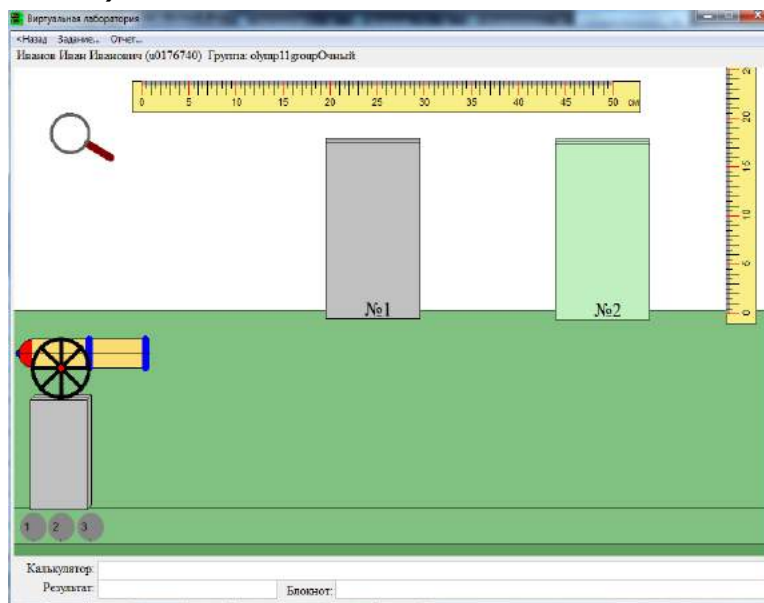 Виртуальная лаборатория
<Назад Задание... Отчет...
Иванов Иван Иванович (u0176740) Группа: olymp11groupОчный
0 5 10 15 20 25 30 35 40 45 50 см
20
15
10
5
0
№1 №2
1 2 3
Калькулятор:
Результат: Блокнот: